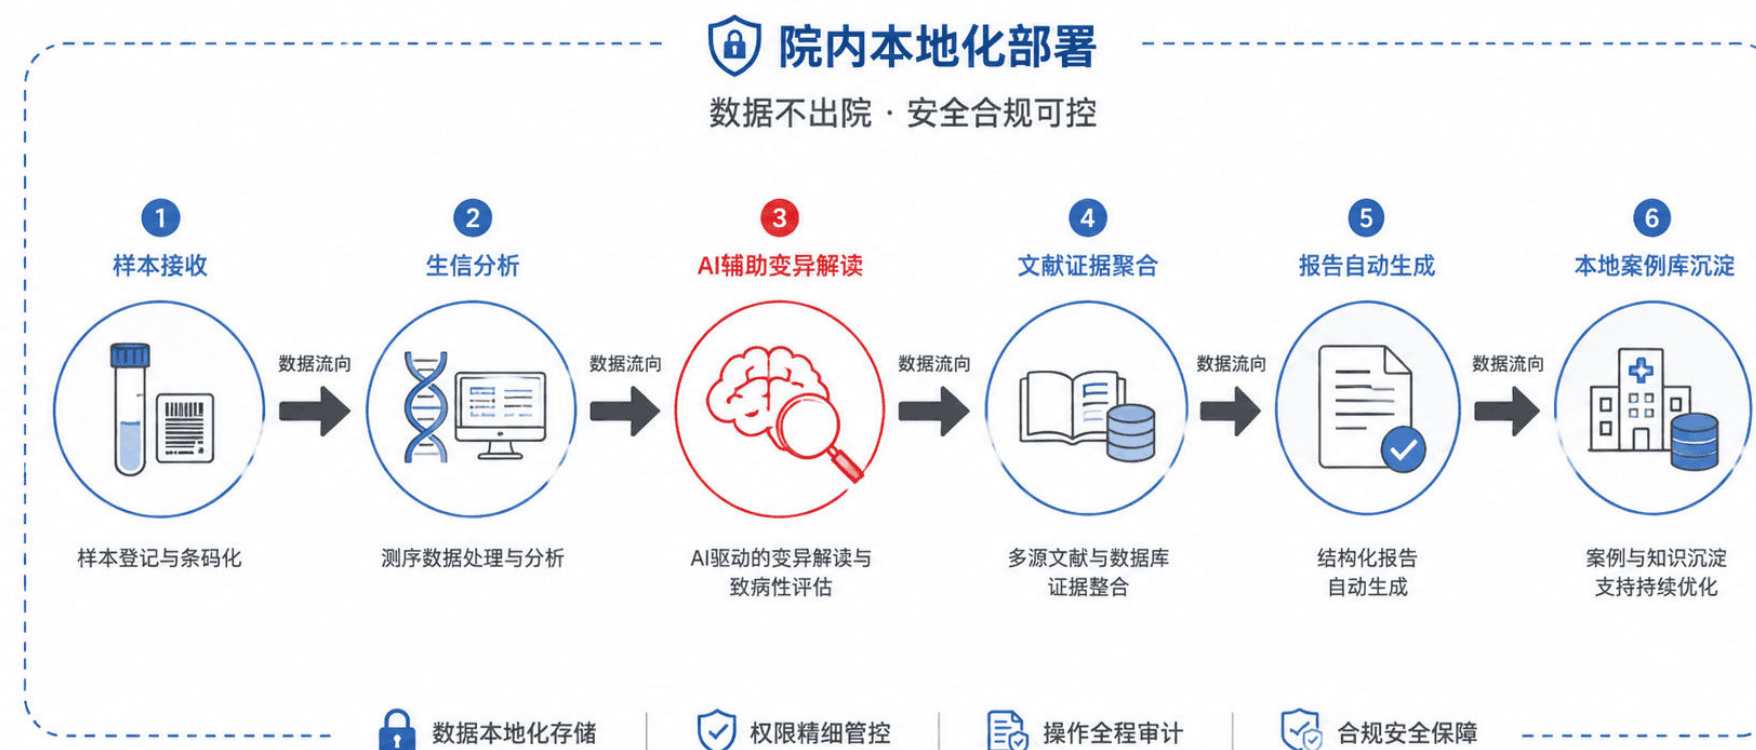 院内本地化部署
数据不出院 · 安全合规可控
1
样本接收
2
生信分析
3
AI辅助变异解读
4
文献证据聚合
5
报告自动生成
6
本地案例库沉淀
数据流向
数据流向
数据流向
数据流向
数据流向
样本登记与条码化
测序数据处理与分析
AI驱动的变异解读与
致病性评估
多源文献与数据库
证据整合
结构化报告
自动生成
案例与知识沉淀
支持持续优化
数据本地化存储
权限精细管控
操作全程审计
合规安全保障